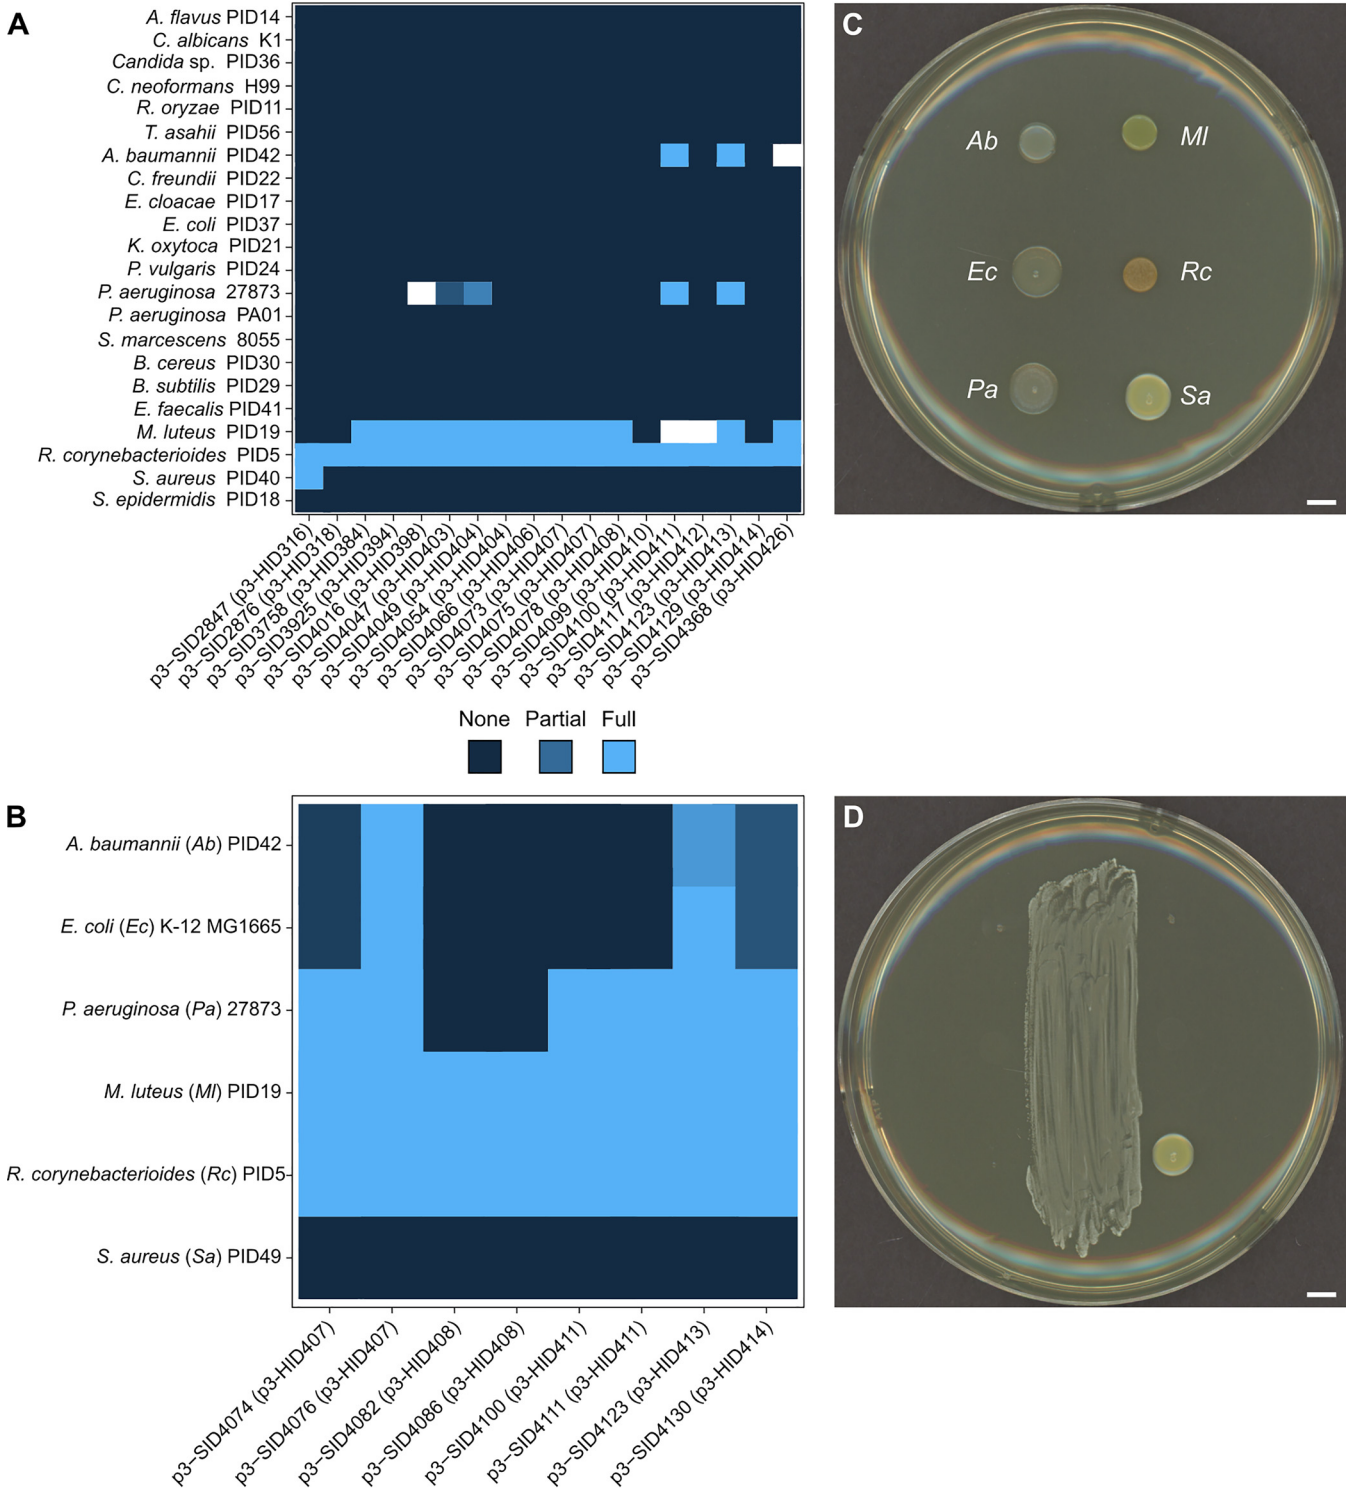 A
A. flavus PID14
C. albicans K1
Candida sp. PID36
C. neoformans H99
R. oryzae PID11
T. asahii PID56
A. baumannii PID42
C. freundii PID22
E. cloacae PID17
E. coli PID37
K. oxytoca PID21
P. vulgaris PID24
P. aeruginosa 27873
P. aeruginosa PA01
S. marcescens 8055
B. cereus PID30
B. subtilis PID29
E. faecalis PID41
M. luteus PID19
R. corynebacterioides PID5
S. aureus PID40
S. epidermidis PID18
p3–SID2847 (p3-HID316)
p3–SID2876 (p3-HID318)
p3–SID3758 (p3-HID384)
p3–SID3925 (p3-HID394)
p3–SID4016 (p3-HID398)
p3–SID4047 (p3-HID403)
p3–SID4049 (p3-HID404)
p3–SID4054 (p3-HID404)
p3–SID4066 (p3-HID406)
p3–SID4073 (p3-HID407)
p3–SID4075 (p3-HID407)
p3–SID4078 (p3-HID408)
p3–SID4099 (p3-HID410)
p3–SID4100 (p3-HID411)
p3–SID4117 (p3-HID412)
p3–SID4123 (p3-HID413)
p3–SID4129 (p3-HID414)
p3–SID4368 (p3-HID426)
None Partial Full
B
A. baumannii (Ab) PID42
E. coli (Ec) K-12 MG1665
P. aeruginosa (Pa) 27873
M. luteus (Ml) PID19
R. corynebacterioides (Rc) PID5
S. aureus (Sa) PID49
p3–SID4074 (p3-HID407)
p3–SID4076 (p3-HID407)
p3–SID4082 (p3-HID408)
p3–SID4086 (p3-HID408)
p3–SID4100 (p3-HID411)
p3–SID4111 (p3-HID411)
p3–SID4123 (p3-HID413)
p3–SID4130 (p3-HID414)
C
Ab Ml
Ec Rc
Pa Sa
D